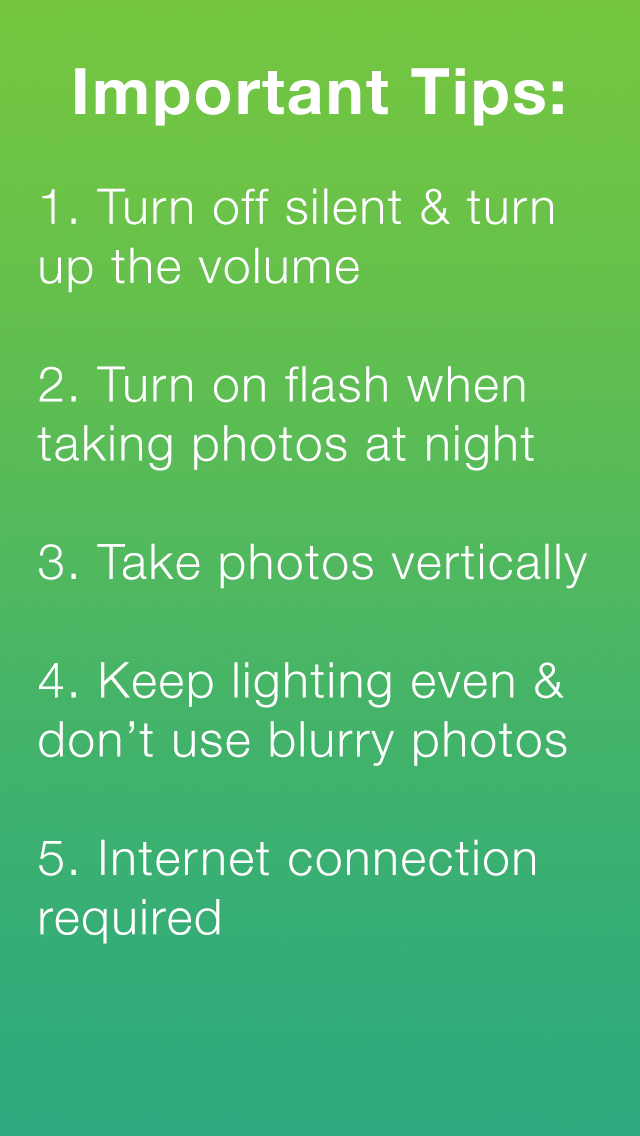 Important Tips:
1. Turn off silent & turn
up the volume
2. Turn on flash when
taking photos at night
3. Take photos vertically
4. Keep lighting even &
don’t use blurry photos
5. Internet connection
required